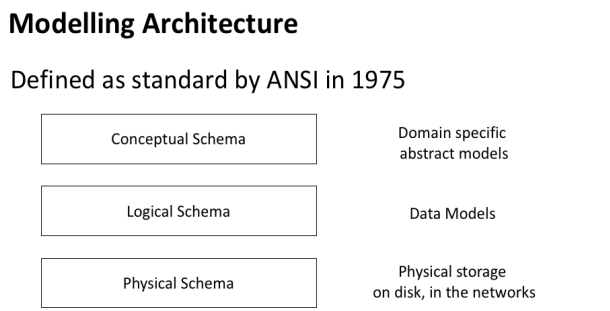 Modelling Architecture
Defined as standard by ANSI in 1975
Conceptual Schema
Domain specific
abstract models
Logical Schema
Data Models
Physical Schema
Physical storage
on disk, in the networks